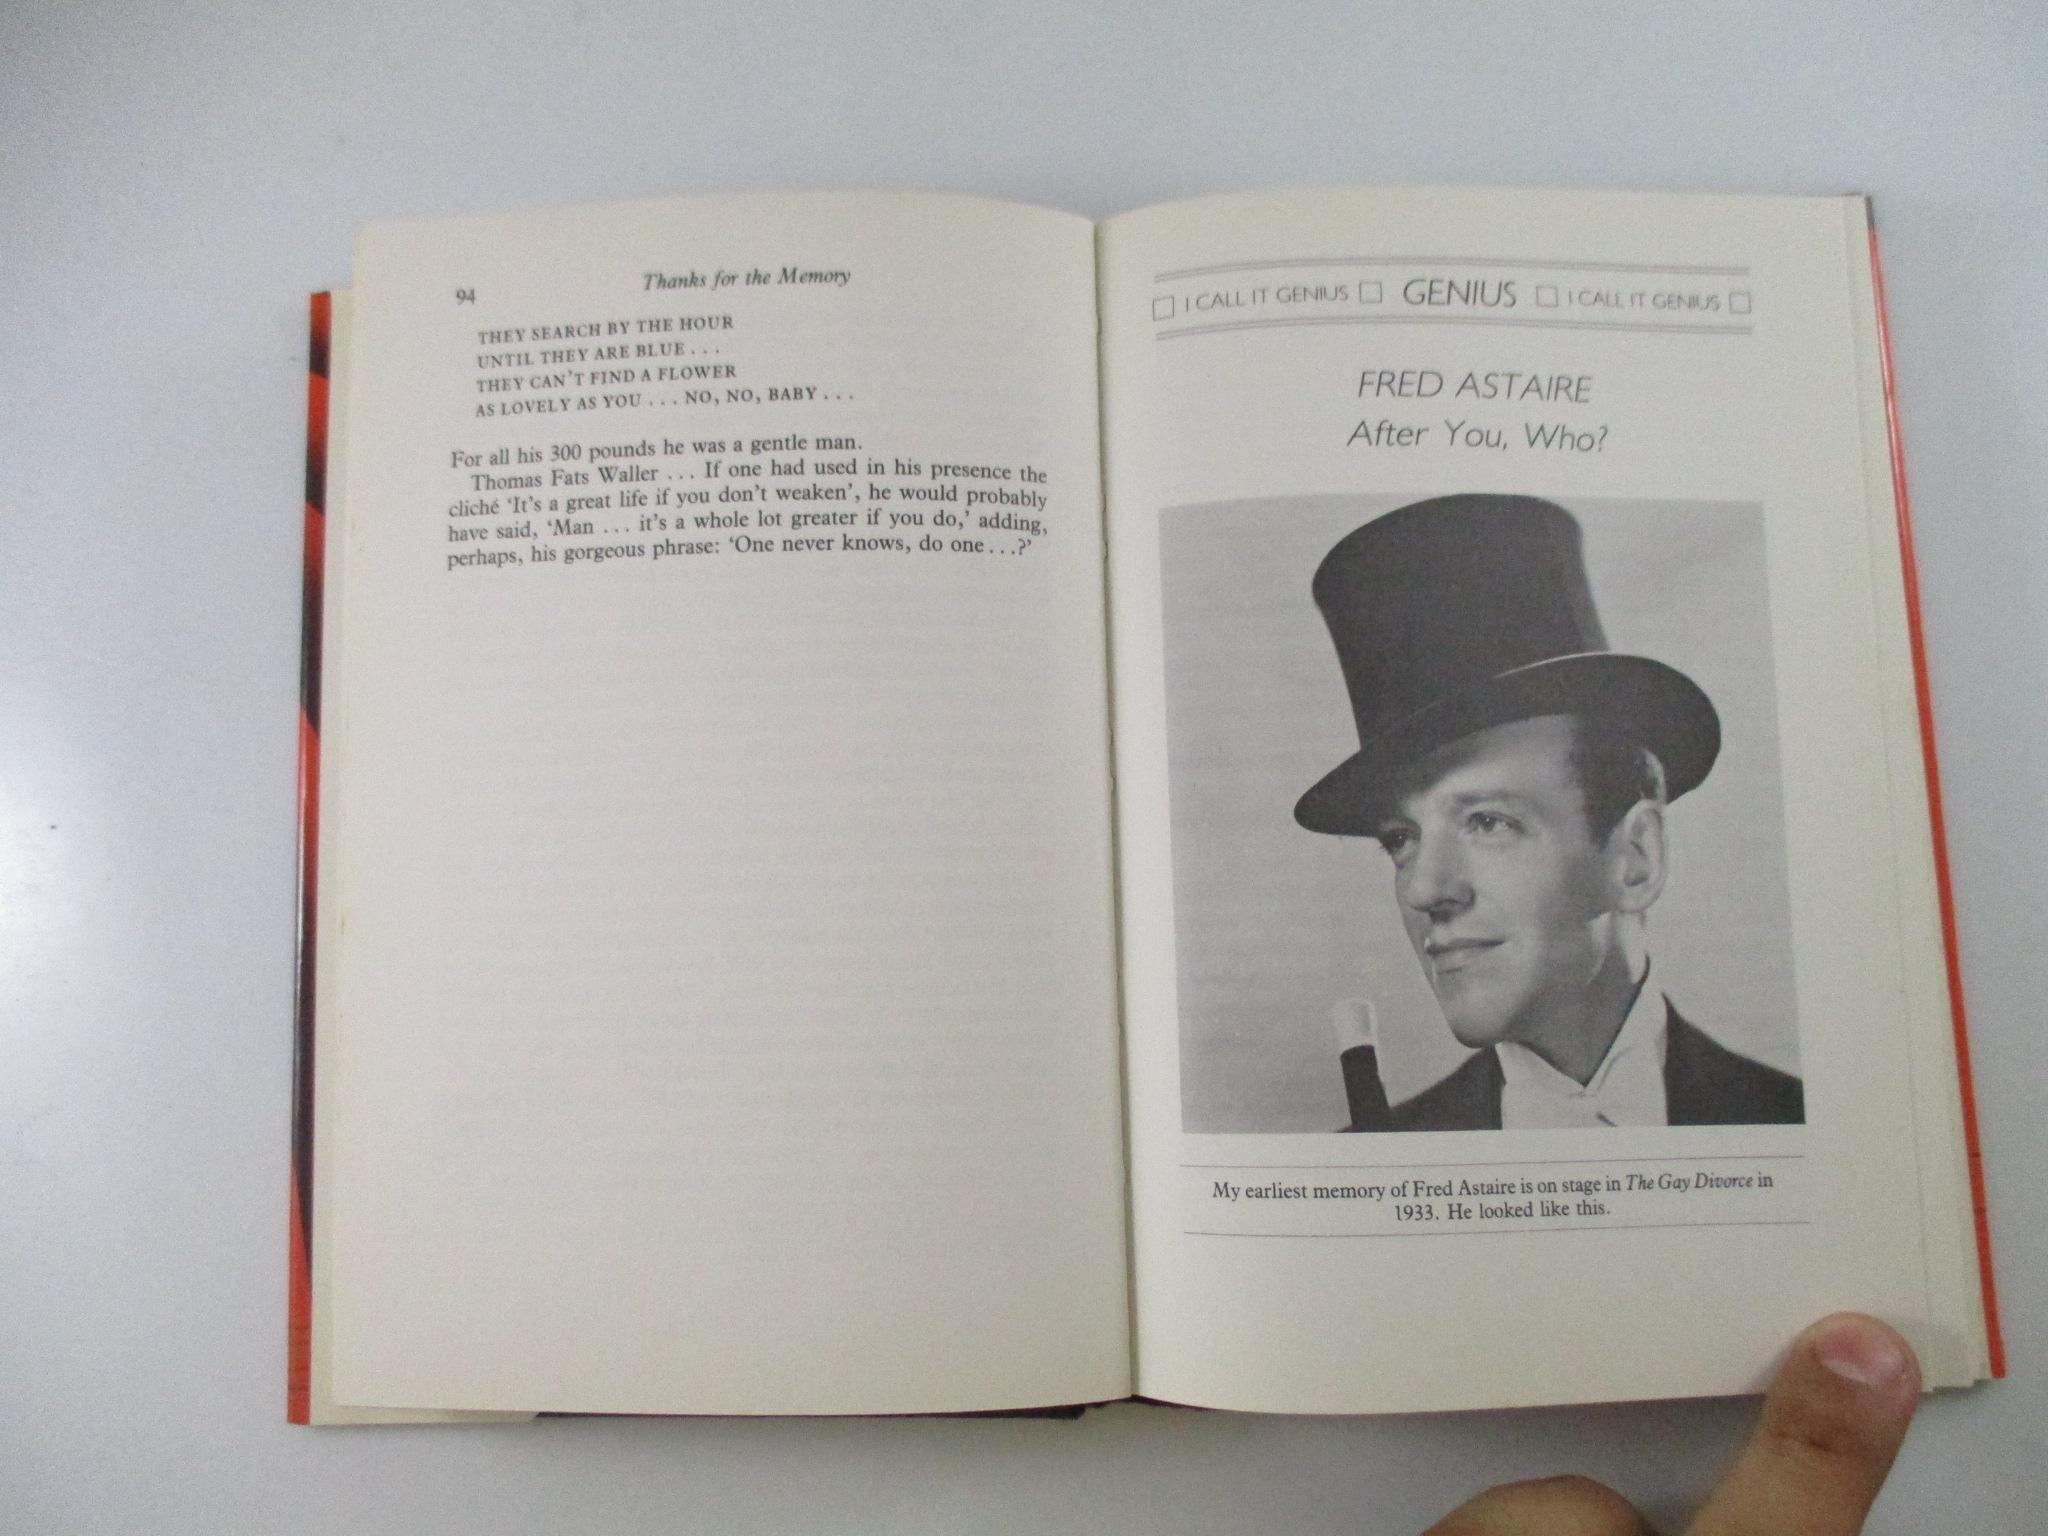 94
Thanks for the Memory
THEY SEARCH BY THE HOUR
UNTIL THEY ARE BLUE . . .
THEY CAN'T FIND A FLOWER
AS LOVELY AS YOU . . . NO, NO, BABY . . .
For all his 300 pounds he was a gentle man.
Thomas Fats Waller . . . If one had used in his presence the
cliché ‘It's a great life if you don't weaken’, he would probably
have said, ‘Man . . . it's a whole lot greater if you do,’ adding,
perhaps, his gorgeous phrase: ‘One never knows, do one . . .?’
I CALL IT GENIUS GENIUS I CALL IT GENIUS
FRED ASTAIRE
After You, Who?
My earliest memory of Fred Astaire is on stage in The Gay Divorce in
1933. He looked like this.